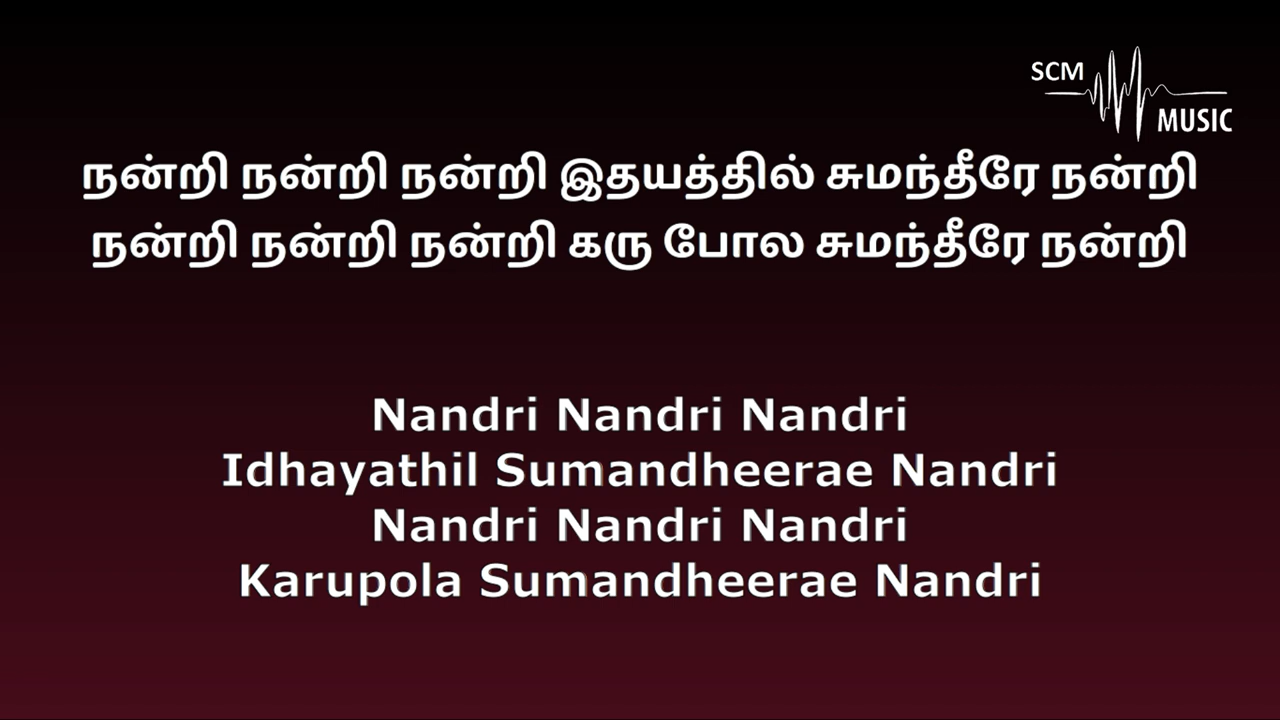 SCM
MUSIC
நன்றி நன்றி நன்றி இதயத்தில் சுமந்தீரே நன்றி
நன்றி நன்றி நன்றி கரு போல சுமந்தீரே நன்றி
Nandri Nandri Nandri
Idhayathil Sumandheerae Nandri
Nandri Nandri Nandri
Karupola Sumandheerae Nandri